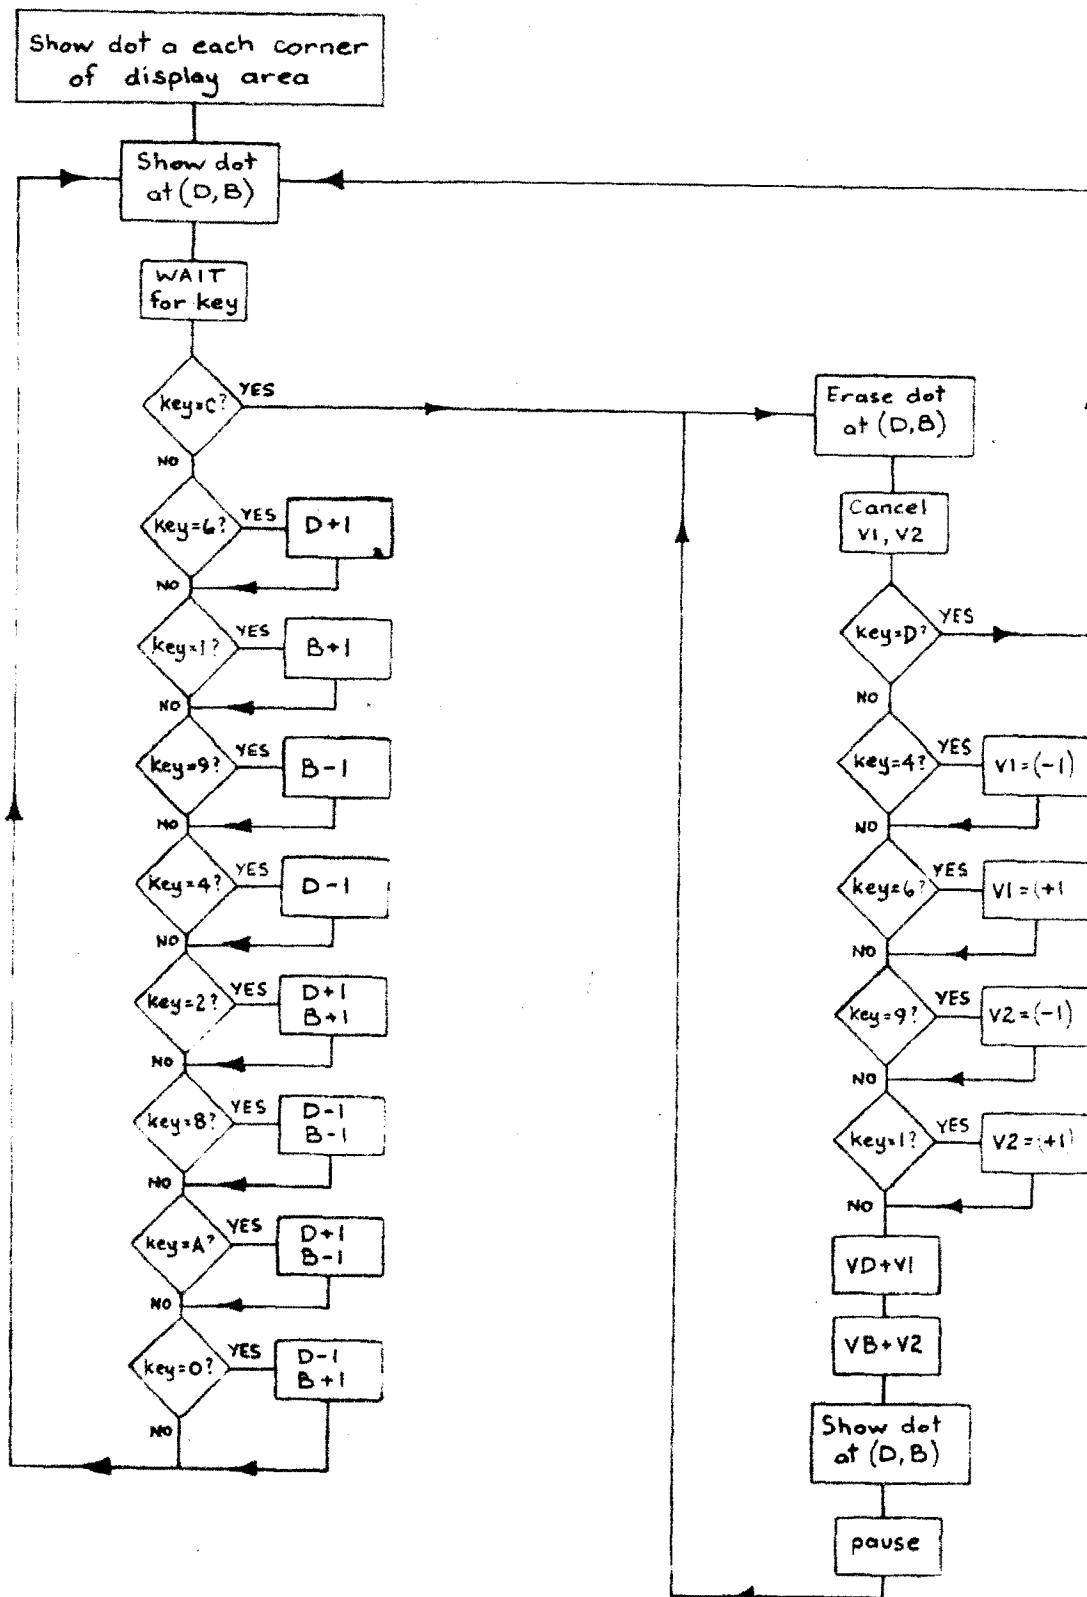 Show dot a each corner
of display area
Show dot
at (D,B)
WAIT
for key
key=C?
YES
NO
key=6?
YES
D+1
NO
key=1?
YES
B+1
NO
key=9?
YES
B-1
NO
key=4?
YES
D-1
NO
key=2?
YES
D+1
B+1
NO
key=8?
YES
D-1
B-1
NO
key=A?
YES
D+1
B-1
NO
key=0?
YES
D-1
B+1
NO
Erase dot
at (D,B)
Cancel
V1, V2
key=D?
YES
NO
key=4?
YES
V1=(-1)
NO
key=6?
YES
V1=(+1
NO
key=9?
YES
V2=(-1)
NO
key=1?
YES
V2=(+1)
NO
VD+V1
VB+V2
Show dot
at (D,B)
pause